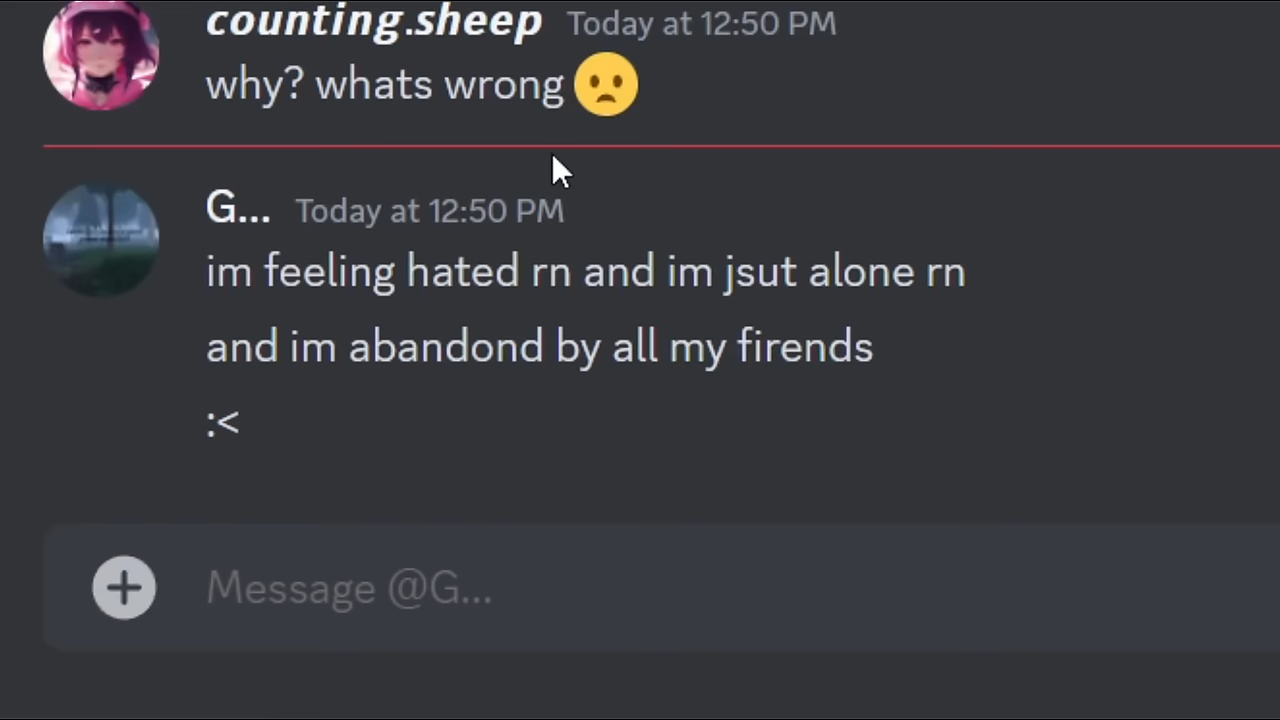 counting.sheep Today at 12:50 PM
why? whats wrong 🙁
G... Today at 12:50 PM
im feeling hated rn and im jsut alone rn
and im abandond by all my firends
:<
Message @G...